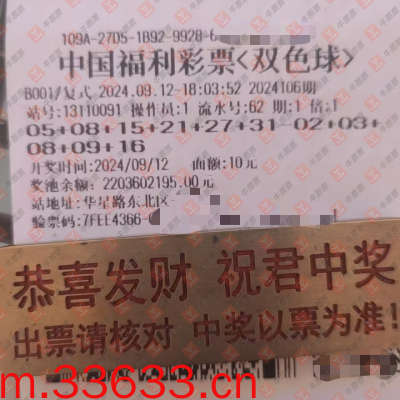 109A-27D5-1892-9928-6
中国福利彩票<双色球>
B001/复式 2024.09.12-18:03:52 2024106期
站号:13110091 操作员:1 流水号:62 期:1 倍:1
05+08+15+21+27+31-02+03+
08+09+16
开奖时间:2024/09/12 面额:10元
奖池余额: 2203602195.00元
站地址: 华星路东北区
验票码:7FEE4366-
恭喜发财 祝君中奖
出票请核对 中奖以票为准!
m.33633.cn